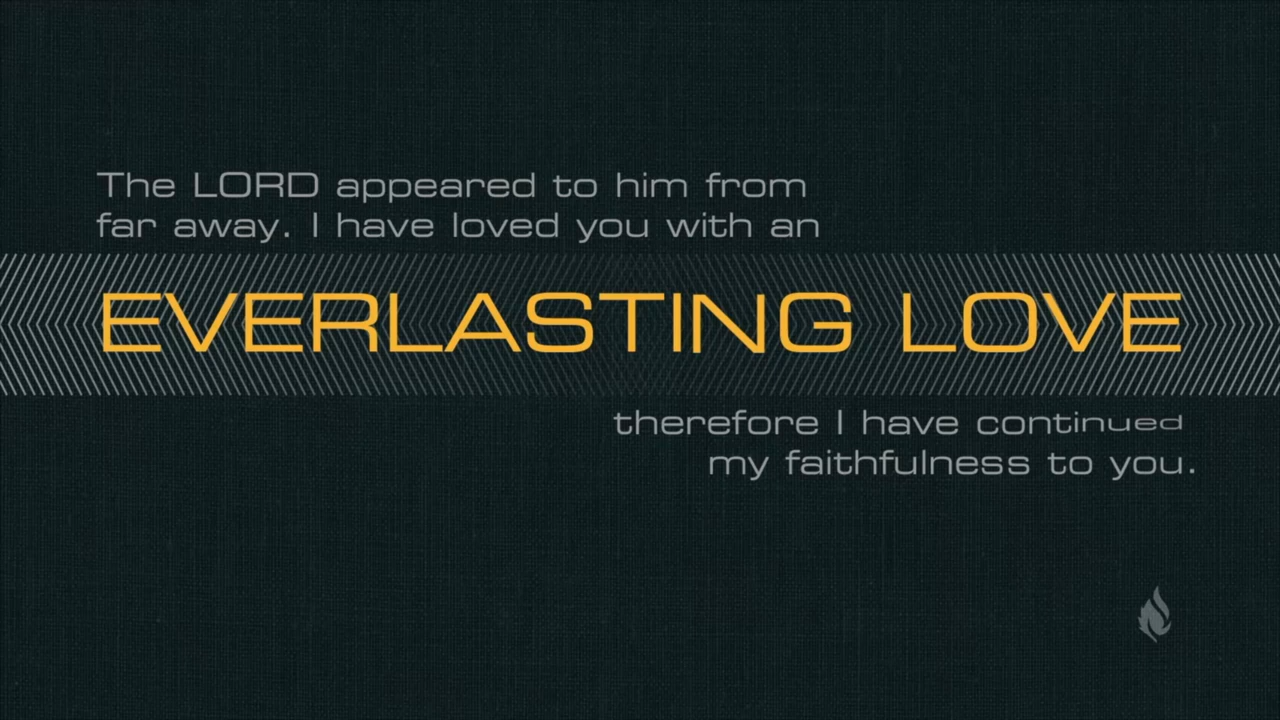 The LORD appeared to him from
far away. I have loved you with an
EVERLASTING LOVE
therefore I have continued
my faithfulness to you.